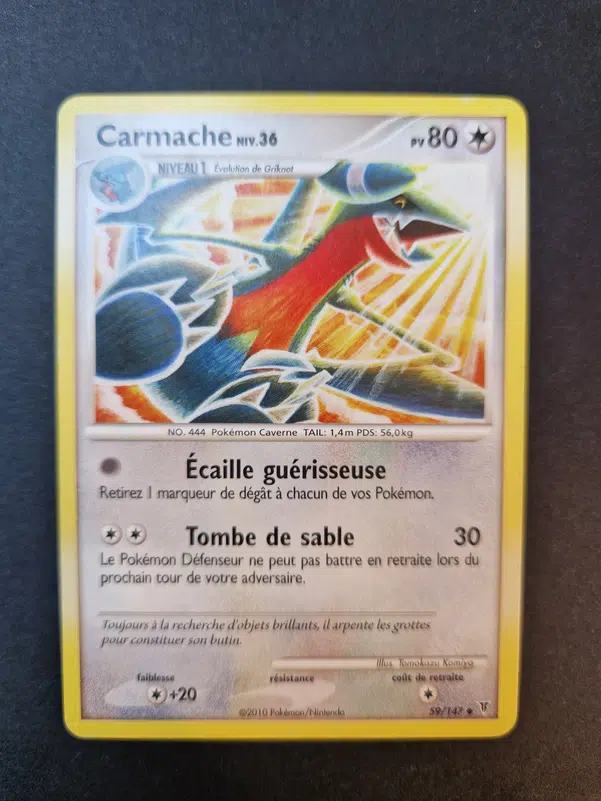 Carmache NIV.36 PV 80
NIVEAU 1 Évolution de Griknot
NO. 444 Pokémon Caverne TAIL: 1,4m PDS: 56,0kg
Écaille guérisseuse
Retirez 1 marqueur de dégât à chacun de vos Pokémon.
Tombe de sable 30
Le Pokémon Défenseur ne peut pas battre en retraite lors du
prochain tour de votre adversaire.
Toujours à la recherche d'objets brillants, il arpente les grottes
pour constituer son butin.
Illus. Tomokazu Komiya
faiblesse résistance coût de retraite
+20
©2010 Pokémon/Nintendo 59/147